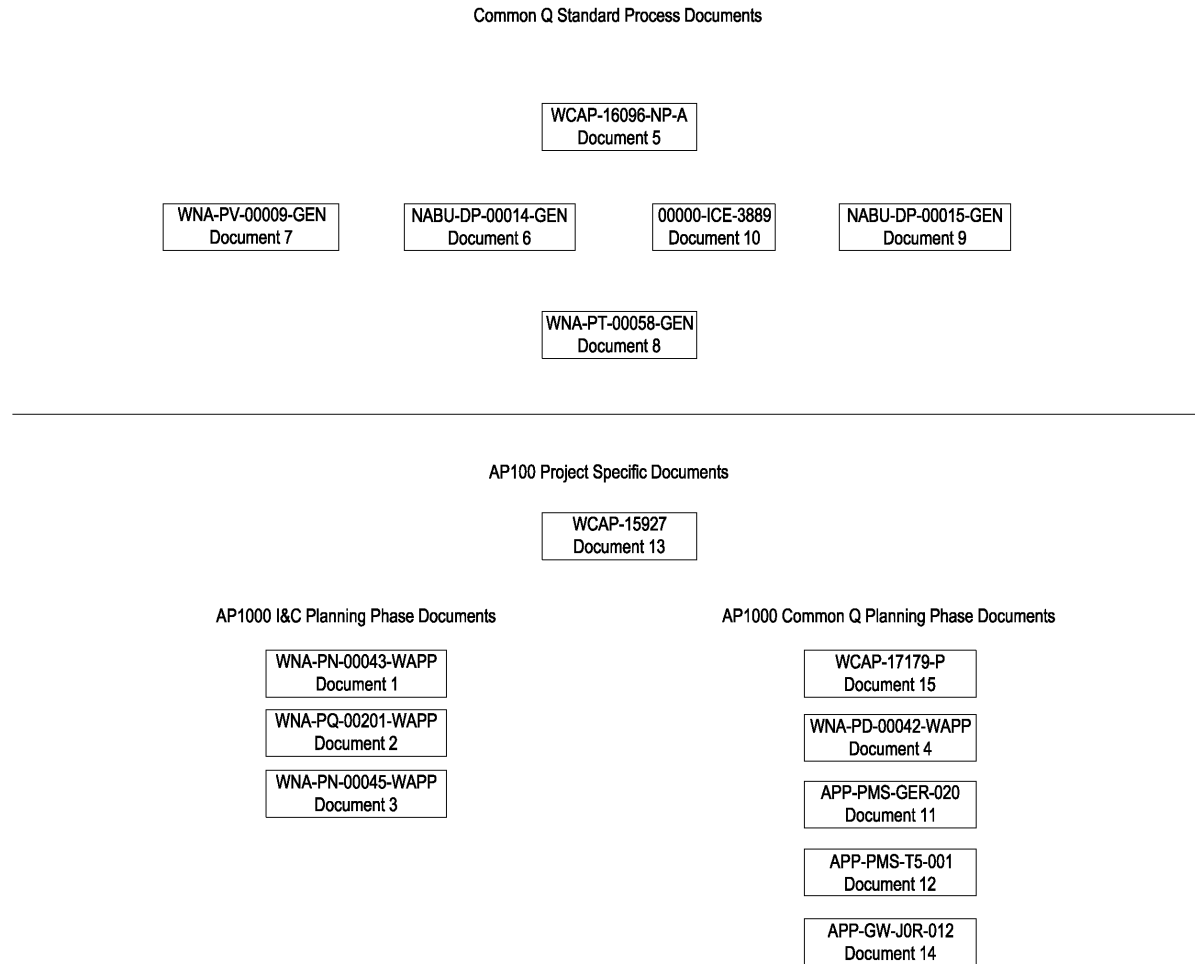 Common Q Standard Process Documents
WCAP-16096-NP-A
Document 5
WNA-PV-00009-GEN
Document 7
NABU-DP-00014-GEN
Document 6
00000-ICE-3889
Document 10
NABU-DP-00015-GEN
Document 9
WNA-PT-00058-GEN
Document 8
AP100 Project Specific Documents
WCAP-15927
Document 13
AP1000 I&C Planning Phase Documents
WNA-PN-00043-WAPP
Document 1
WNA-PQ-00201-WAPP
Document 2
WNA-PN-00045-WAPP
Document 3
AP1000 Common Q Planning Phase Documents
WCAP-17179-P
Document 15
WNA-PD-00042-WAPP
Document 4
APP-PMS-GER-020
Document 11
APP-PMS-T5-001
Document 12
APP-GW-J0R-012
Document 14